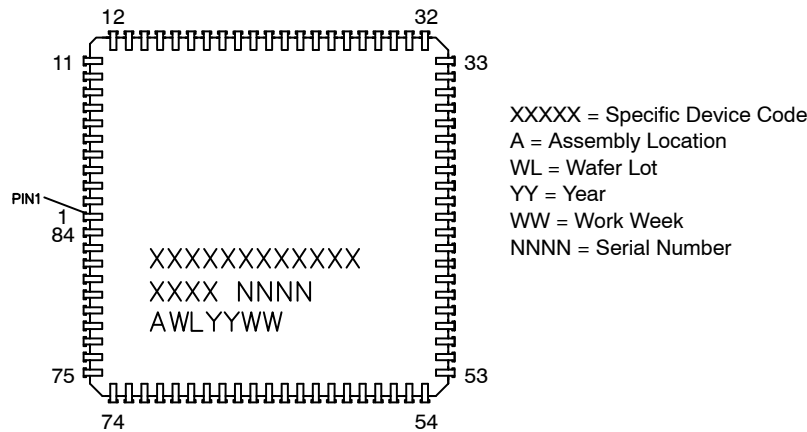 12 32
11 33
PIN1
1
84
75 53
74 54
XXXXXXXXXXXX
XXXX NNNN
AWLYYWW
XXXXX = Specific Device Code
A = Assembly Location
WL = Wafer Lot
YY = Year
WW = Work Week
NNNN = Serial Number